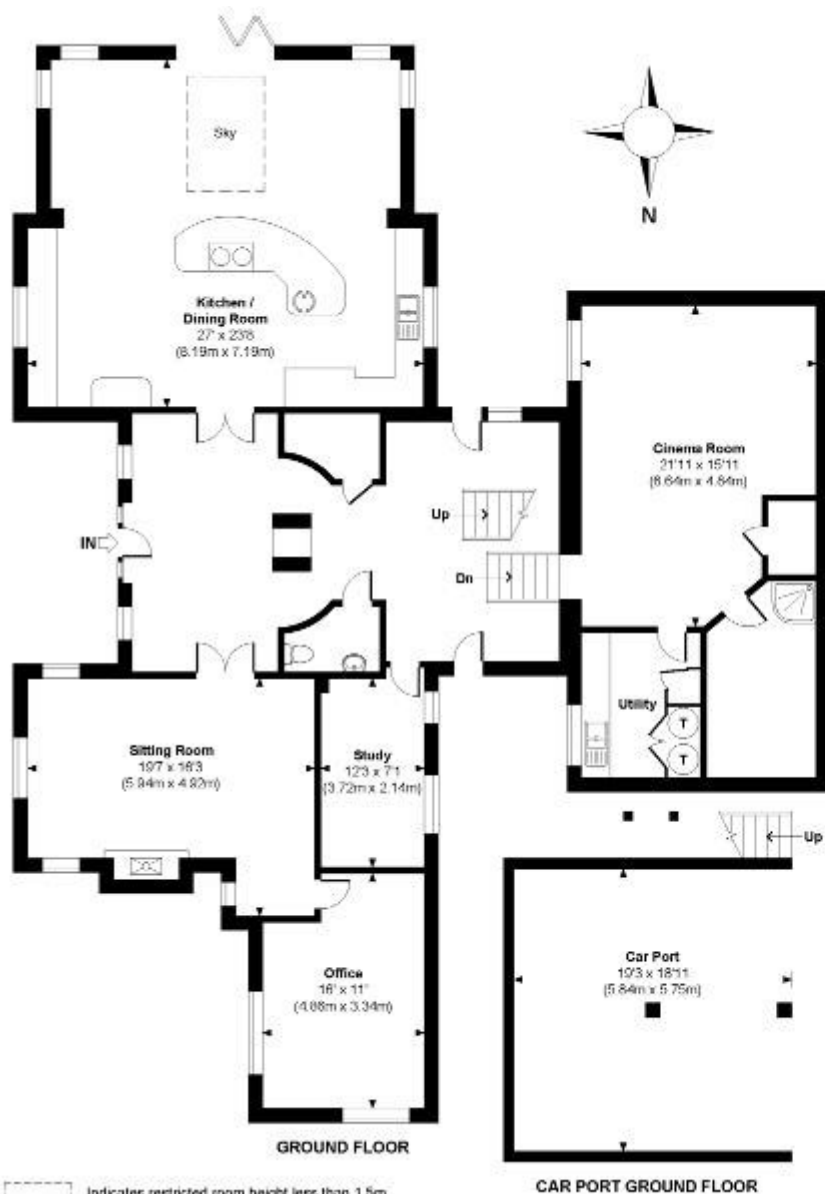 Sky
N
Kitchen /
Dining Room
27' x 23'8
(8.19m x 7.19m)
Cinema Room
21'11 x 15'11
(6.64m x 4.84m)
Up
IN
Dn
Utility
T
T
Sitting Room
19'7 x 16'3
(5.94m x 4.92m)
Study
12'3 x 7'1
(3.72m x 2.14m)
Up
Office
16' x 11'
(4.86m x 3.34m)
Car Port
19'3 x 18'11
(5.84m x 5.75m)
GROUND FLOOR
CAR PORT GROUND FLOOR
Indicates restricted room height less than 1.5m